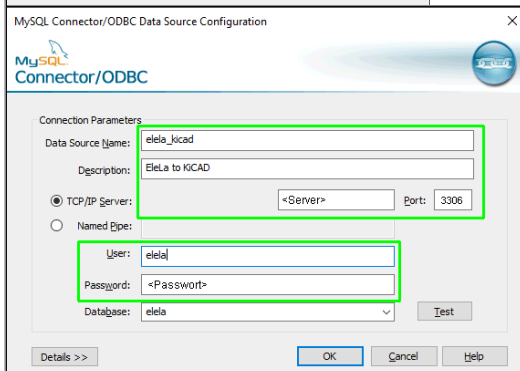 MySQL Connector/ODBC Data Source Configuration
MySQL
Connector/ODBC
Connection Parameters
Data Source Name: elela_kicad
Description: EleLa to KiCAD
TCP/IP Server: <Server> Port: 3306
Named Pipe:
User: elela
Password: <Passwort>
Database: elela Test
Details >> OK Cancel Help